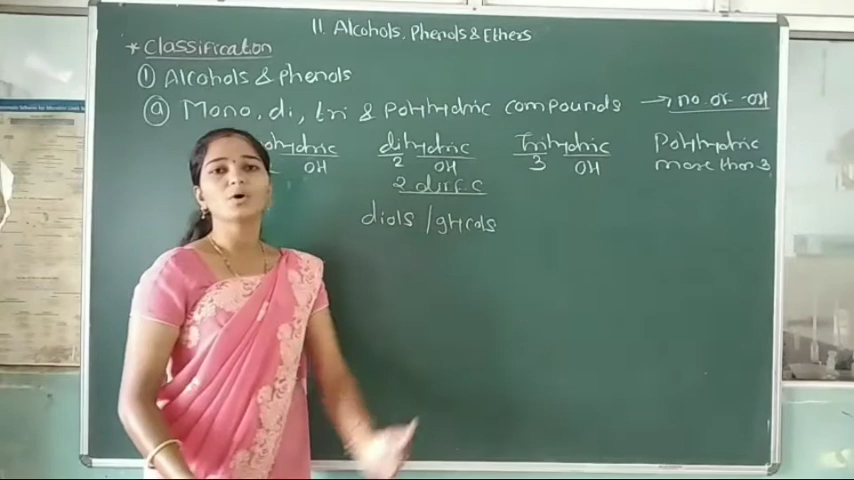 11. Alcohols, Phenols & Ethers
* Classification
① Alcohols & Phenols
ⓐ Mono, di, tri & Polyhydric compounds → no. of -OH
ohydric dihydric Trihydric Polyhydric
OH 2 OH 3 OH more than 3
2 diff. C
diols / glycols